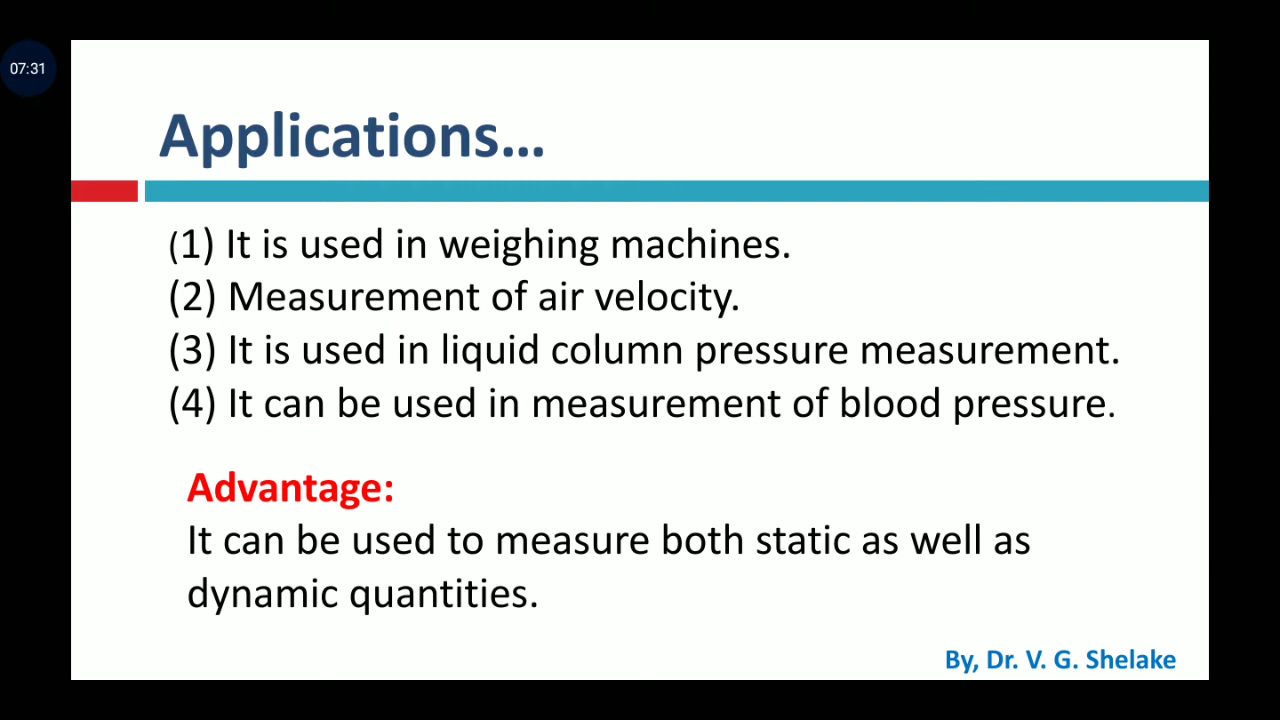 07:31
Applications...
(1) It is used in weighing machines.
(2) Measurement of air velocity.
(3) It is used in liquid column pressure measurement.
(4) It can be used in measurement of blood pressure.
Advantage:
It can be used to measure both static as well as
dynamic quantities.
By, Dr. V. G. Shelake